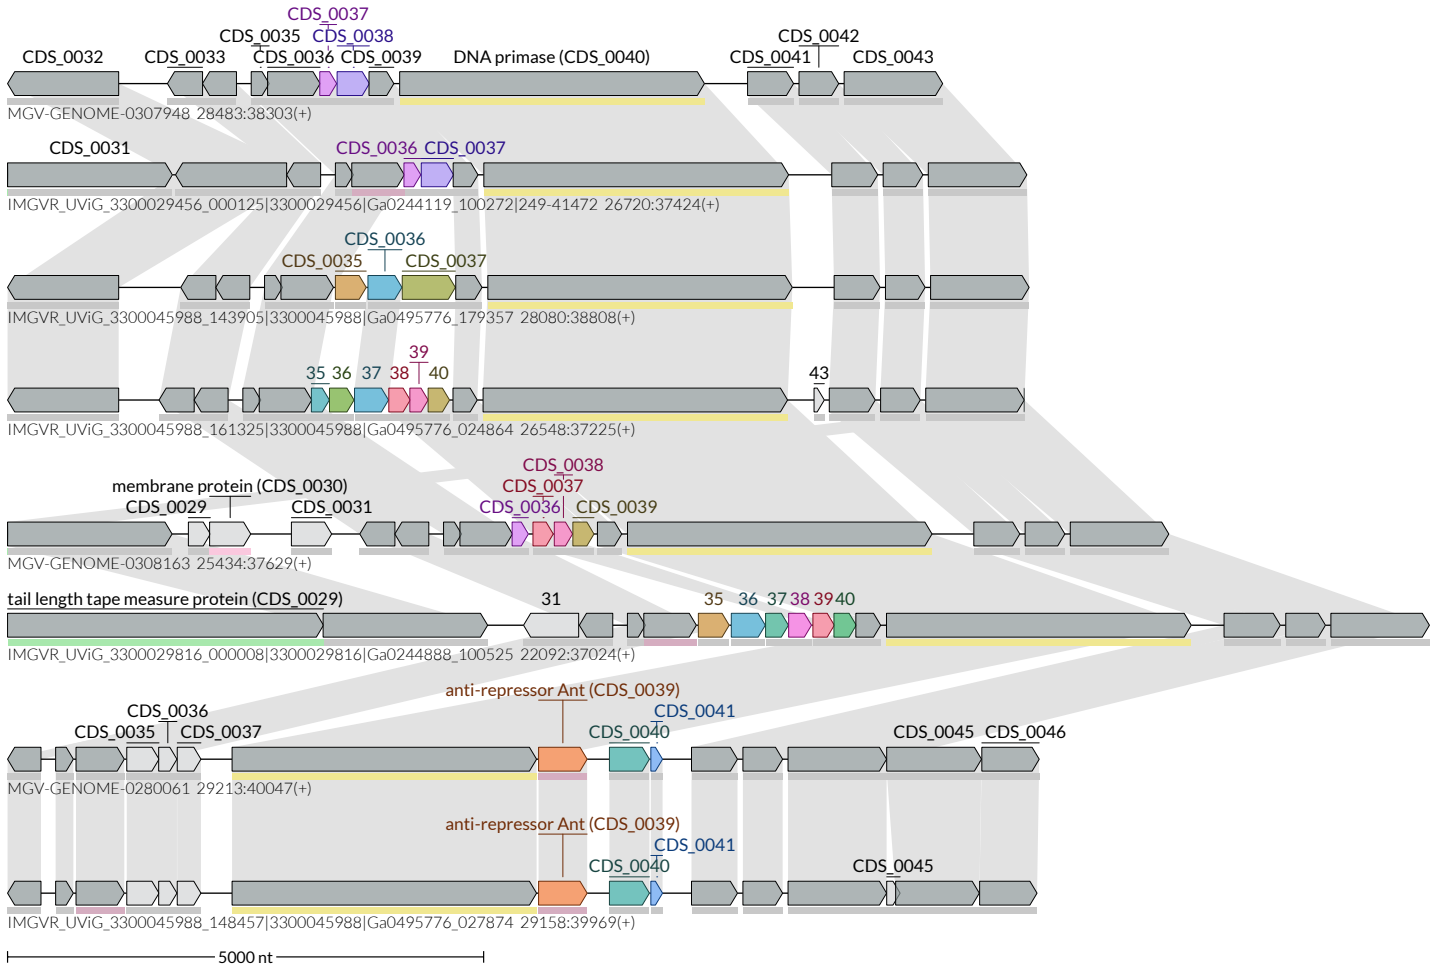 CDS_0037
CDS_0035 CDS_0038 CDS_0042
CDS_0032 CDS_0033 CDS_0036 CDS_0039 DNA primase (CDS_0040) CDS_0041 CDS_0043
MGV-GENOME-0307948 28483:38303(+)
CDS_0031 CDS_0036 CDS_0037
IMGVR_UViG_3300029456_000125|3300029456|Ga0244119_100272|249-41472 26720:37424(+)
CDS_0036
CDS_0035 CDS_0037
IMGVR_UViG_3300045988_143905|3300045988|Ga0495776_179357 28080:38808(+)
39
35 36 37 38 40 43
IMGVR_UViG_3300045988_161325|3300045988|Ga0495776_024864 26548:37225(+)
CDS_0038
membrane protein (CDS_0030) CDS_0037
CDS_0029 CDS_0031 CDS_0036 CDS_0039
MGV-GENOME-0308163 25434:37629(+)
tail length tape measure protein (CDS_0029) 31 35 36 37 38 39 40
IMGVR_UViG_3300029816_000008|3300029816|Ga0244888_100525 22092:37024(+)
anti-repressor Ant (CDS_0039)
CDS_0036 CDS_0041
CDS_0035 CDS_0037 CDS_0040 CDS_0045 CDS_0046
MGV-GENOME-0280061 29213:40047(+)
anti-repressor Ant (CDS_0039)
CDS_0041
CDS_0040 CDS_0045
IMGVR_UViG_3300045988_148457|3300045988|Ga0495776_027874 29158:39969(+)
5000 nt